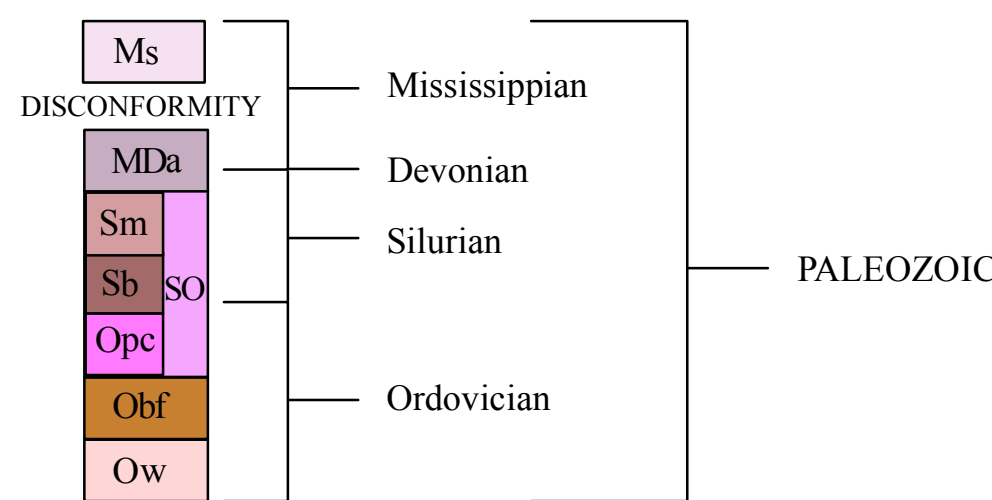 Ms
DISCONFORMITY
MDa
Sm
Sb
SO
Opc
Obf
Ow
Mississippian
Devonian
Silurian
Ordovician
PALEOZOIC